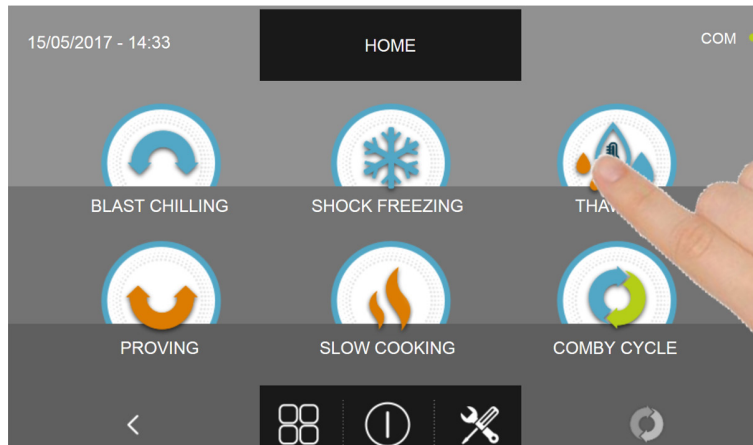 15/05/2017 - 14:33
HOME
COM
BLAST CHILLING
SHOCK FREEZING
PROVING
SLOW COOKING
COMBY CYCLE